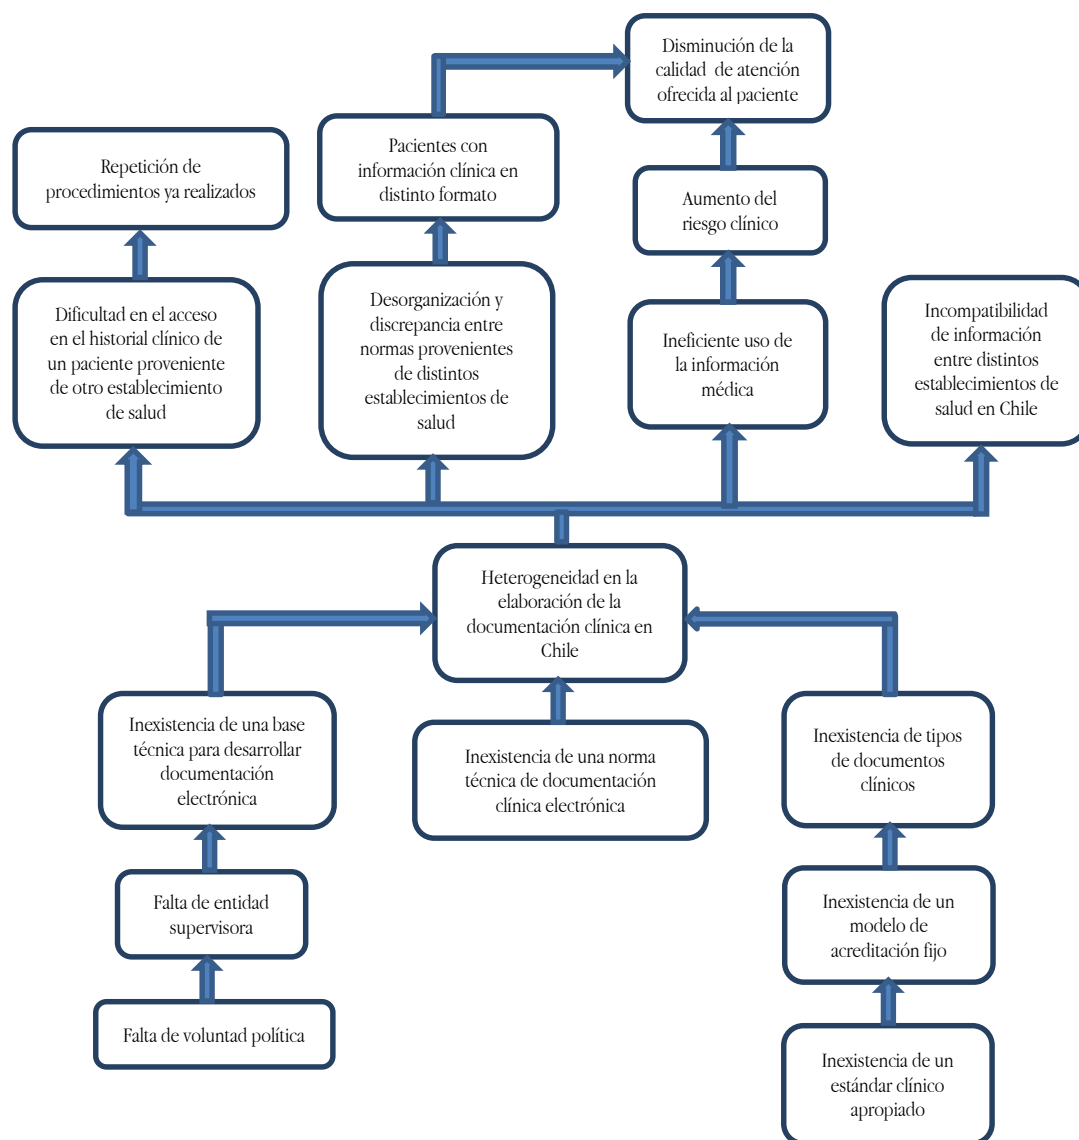 Disminución de la
calidad de atención
ofrecida al paciente
Repetición de
procedimientos ya realizados
Pacientes con
información clínica en
distinto formato
Aumento del
riesgo clínico
Dificultad en el acceso
en el historial clínico de
un paciente proveniente
de otro establecimiento
de salud
Desorganización y
discrepancia entre
normas provenientes
de distintos
establecimientos de
salud
Ineficiente uso de
la información
médica
Incompatibilidad
de información
entre distintos
establecimientos de
salud en Chile
Heterogeneidad en la
elaboración de la
documentación clínica en
Chile
Inexistencia de una base
técnica para desarrollar
documentación
electrónica
Inexistencia de una norma
técnica de documentación
clínica electrónica
Inexistencia de tipos
de documentos
clínicos
Falta de entidad
supervisora
Inexistencia de un
modelo de
acreditación fijo
Falta de voluntad política
Inexistencia de un
estándar clínico
apropiado